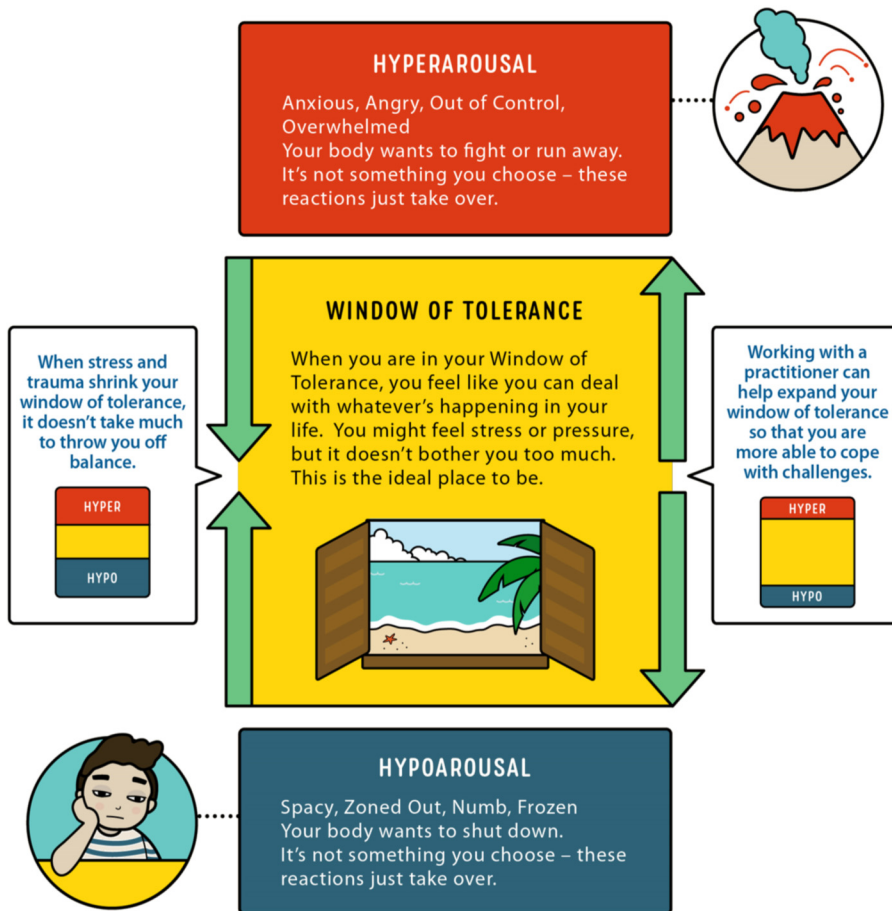 HYPERAROUSAL
Anxious, Angry, Out of Control,
Overwhelmed
Your body wants to fight or run away.
It’s not something you choose – these
reactions just take over.
WINDOW OF TOLERANCE
When you are in your Window of
Tolerance, you feel like you can deal
with whatever’s happening in your
life.  You might feel stress or pressure,
but it doesn’t bother you too much.
This is the ideal place to be.
When stress and
trauma shrink your
window of tolerance,
it doesn’t take much
to throw you off
balance.
HYPER
HYPO
Working with a
practitioner can
help expand your
window of tolerance
so that you are
more able to cope
with challenges.
HYPER
HYPO
HYPOAROUSAL
Spacy, Zoned Out, Numb, Frozen
Your body wants to shut down.
It’s not something you choose – these
reactions just take over.